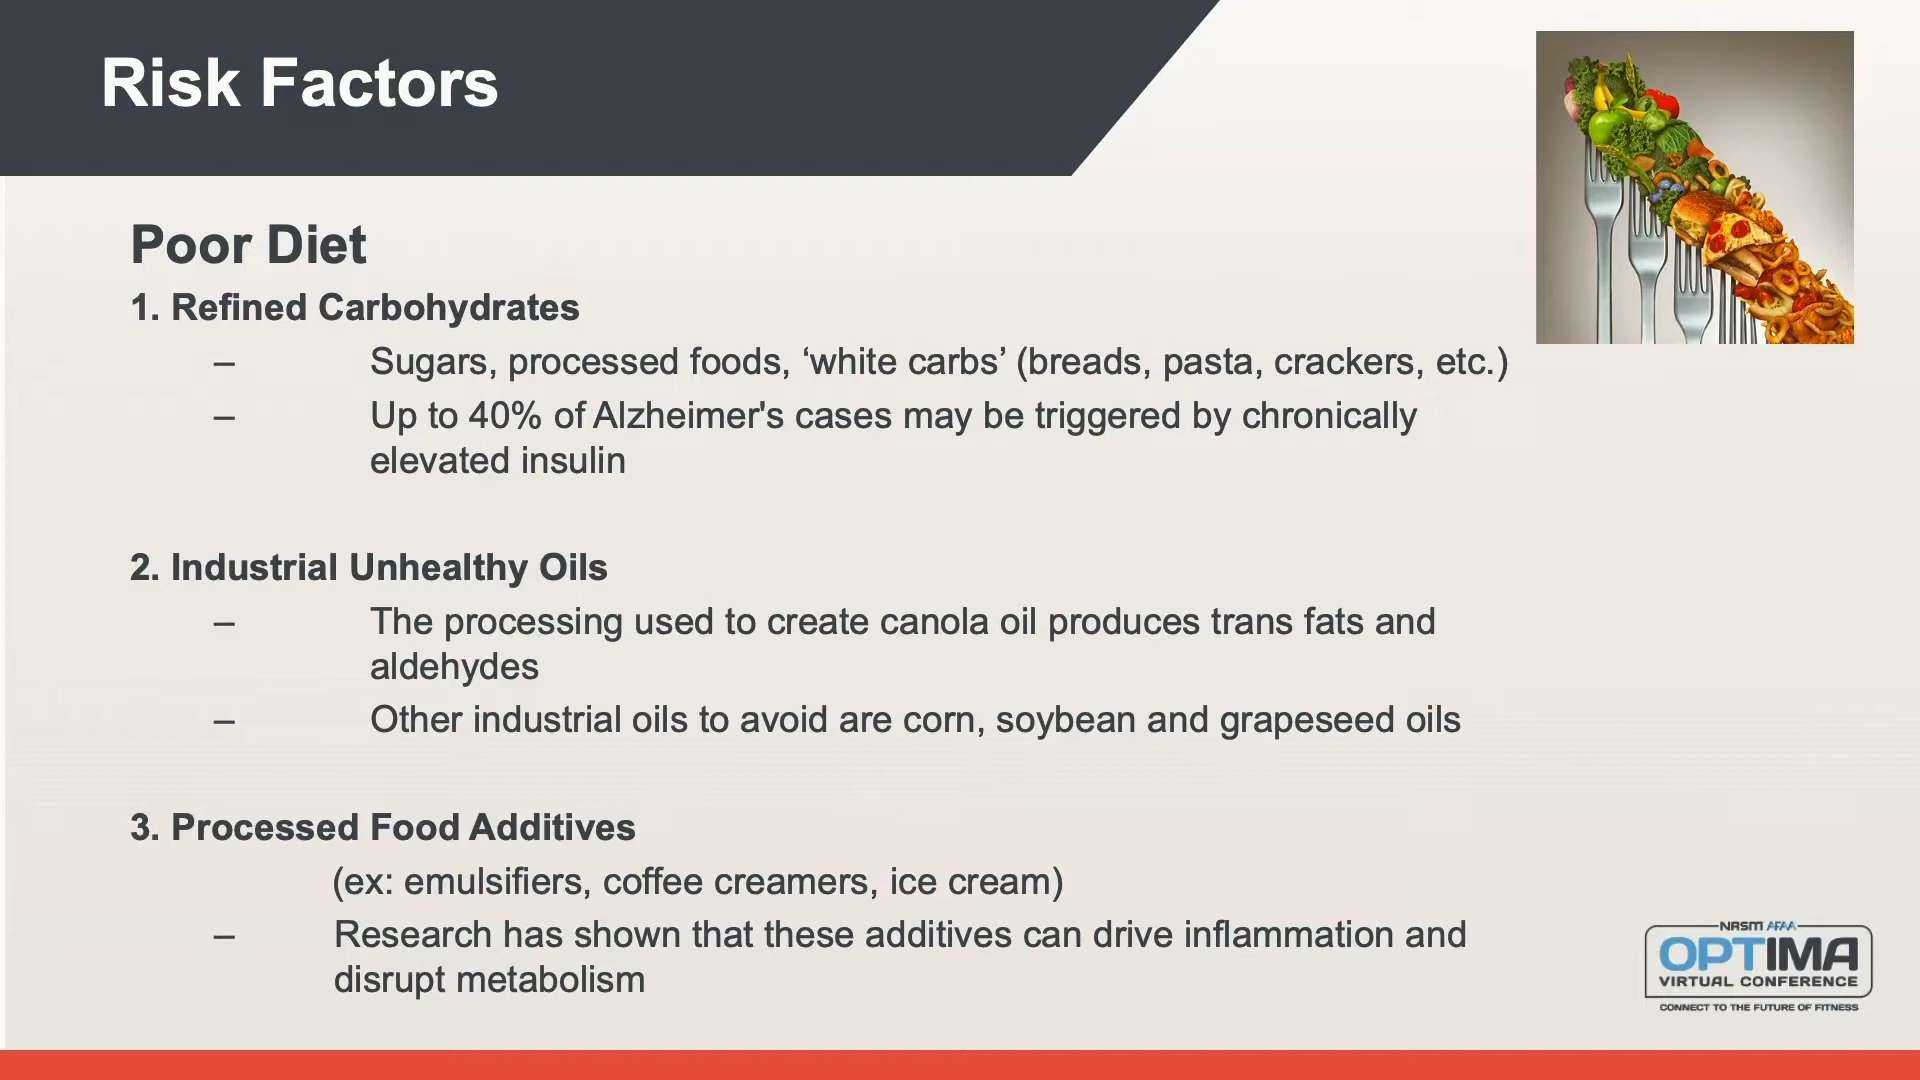 Risk Factors
Poor Diet
1. Refined Carbohydrates
– Sugars, processed foods, ‘white carbs’ (breads, pasta, crackers, etc.)
– Up to 40% of Alzheimer's cases may be triggered by chronically
elevated insulin
2. Industrial Unhealthy Oils
– The processing used to create canola oil produces trans fats and
aldehydes
– Other industrial oils to avoid are corn, soybean and grapeseed oils
3. Processed Food Additives
(ex: emulsifiers, coffee creamers, ice cream)
– Research has shown that these additives can drive inflammation and
disrupt metabolism
NASM AFAA
OPTIMA
VIRTUAL CONFERENCE
CONNECT TO THE FUTURE OF FITNESS